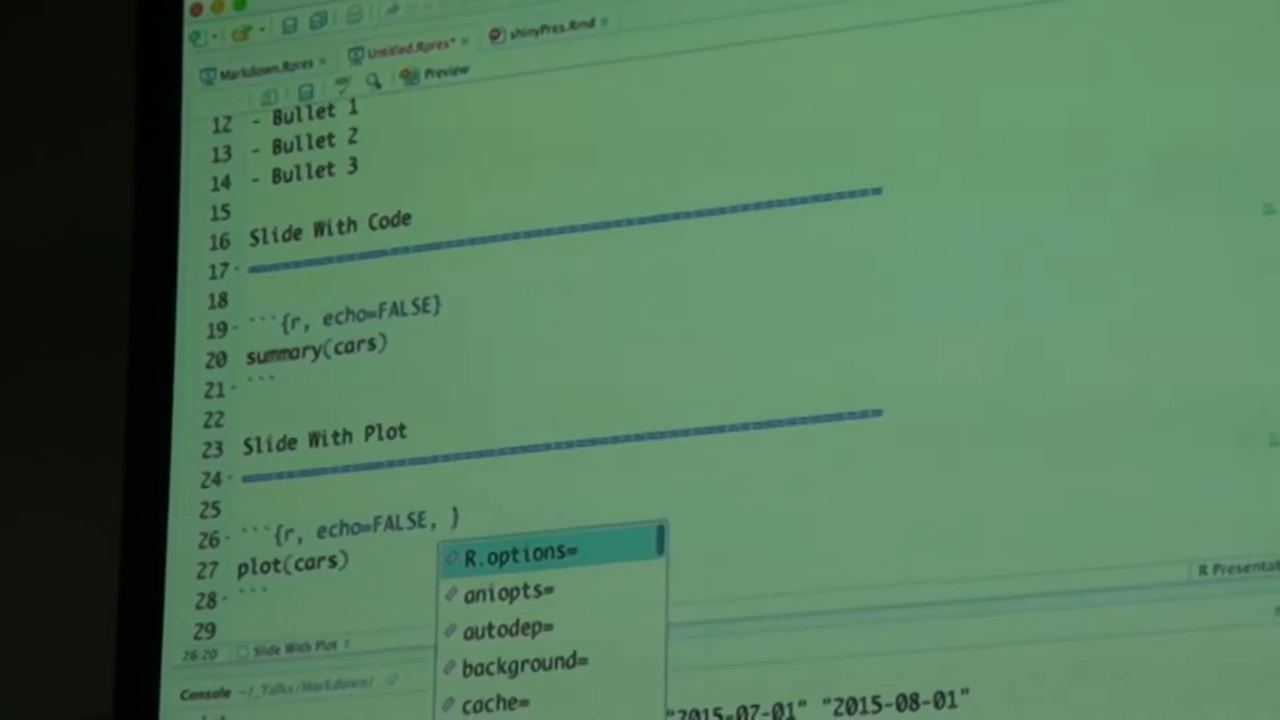 Markdown.Rpres
Untitled.Rpres*
shinyPres.Rmd
Preview
12 - Bullet 1
13 - Bullet 2
14 - Bullet 3
15
16 Slide With Code
17
18
19 ```{r, echo=FALSE}
20 summary(cars)
21 ```
22
23 Slide With Plot
24
25
26 ```{r, echo=FALSE, }
27 plot(cars)
28 ```
29
R.options=
aniopts=
autodep=
background=
cache=
26:20 Slide With Plot
R Presentat
Console ~/_Talks/Markdown/
"2015-07-01" "2015-08-01"